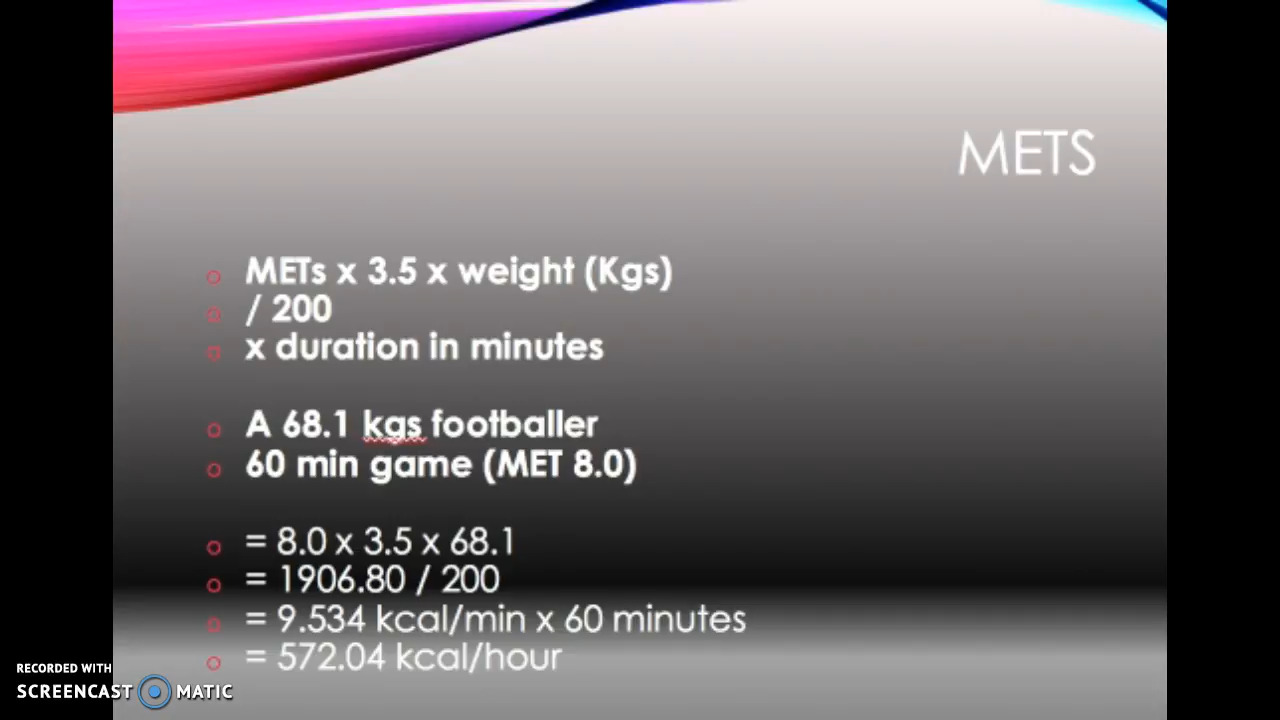 METS
METs x 3.5 x weight (Kgs)
/ 200
x duration in minutes
A 68.1 kgs footballer
60 min game (MET 8.0)
= 8.0 x 3.5 x 68.1
= 1906.80 / 200
= 9.534 kcal/min x 60 minutes
= 572.04 kcal/hour
RECORDED WITH
SCREENCAST MATIC